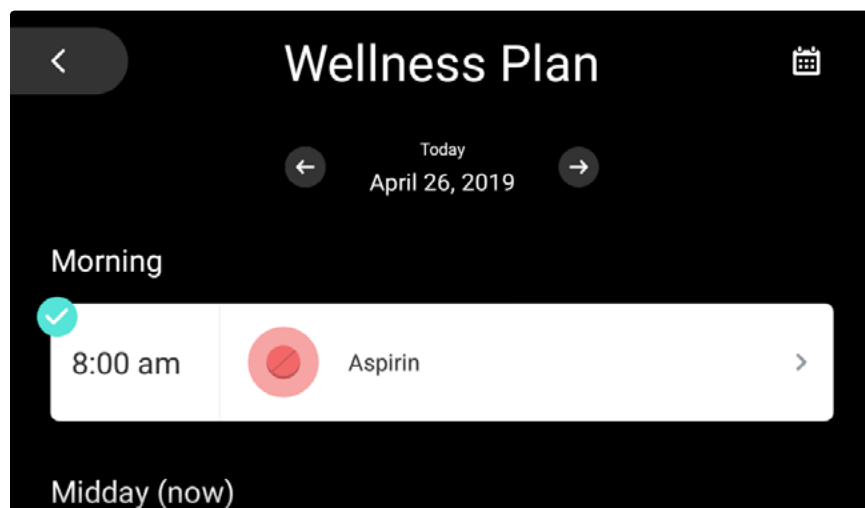 Wellness Plan
Today
April 26, 2019
Morning
8:00 am
Aspirin
Midday (now)